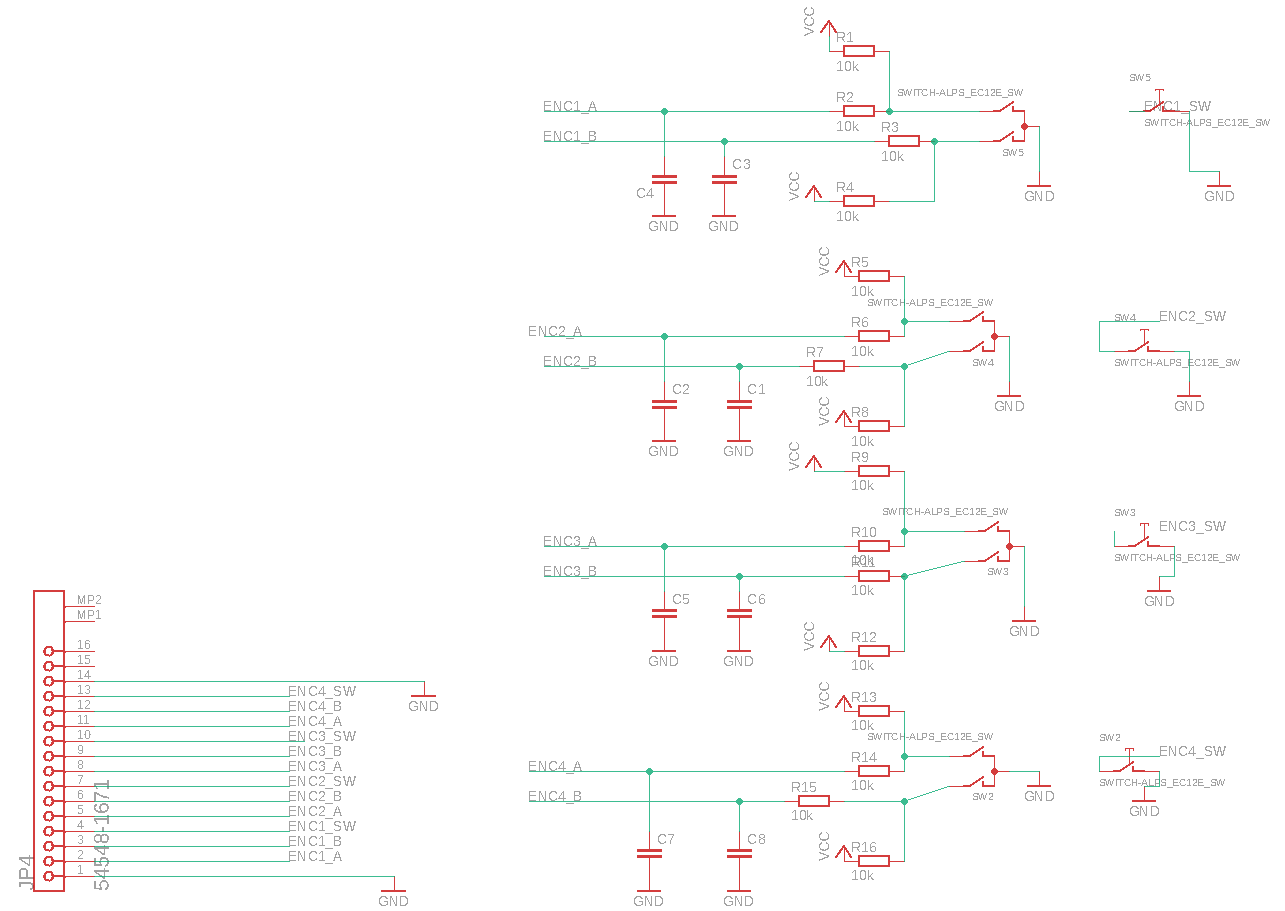 VCC
R1
10k
SWITCH-ALPS_EC12E_SW
SW5
ENC1_A
R2
10k
ENC1_SW
SWITCH-ALPS_EC12E_SW
ENC1_B
R3
10k
SW5
C4
C3
VCC
R4
10k
GND
GND
GND
GND
VCC
R5
10k
SWITCH-ALPS_EC12E_SW
SW4
ENC2_SW
ENC2_A
R6
10k
ENC2_B
R7
10k
SW4
SWITCH-ALPS_EC12E_SW
C2
C1
VCC
R8
10k
GND
GND
GND
GND
VCC
R9
10k
SWITCH-ALPS_EC12E_SW
SW3
ENC3_SW
ENC3_A
R10
10k
ENC3_B
R11
SW3
SWITCH-ALPS_EC12E_SW
C5
C6
VCC
R12
10k
GND
GND
GND
GND
VCC
R13
10k
SWITCH-ALPS_EC12E_SW
SW2
ENC4_SW
ENC4_A
R14
10k
ENC4_B
R15
10k
SW2
SWITCH-ALPS_EC12E_SW
C7
C8
VCC
R16
10k
GND
GND
GND
GND
MP2
MP1
16
15
14
GND
13 ENC4_SW
12 ENC4_B
11 ENC4_A
10 ENC3_SW
9 ENC3_B
8 ENC3_A
7 ENC2_SW
6 ENC2_B
5 ENC2_A
4 ENC1_SW
3 ENC1_B
2 ENC1_A
1
GND
JP4
54548-1671